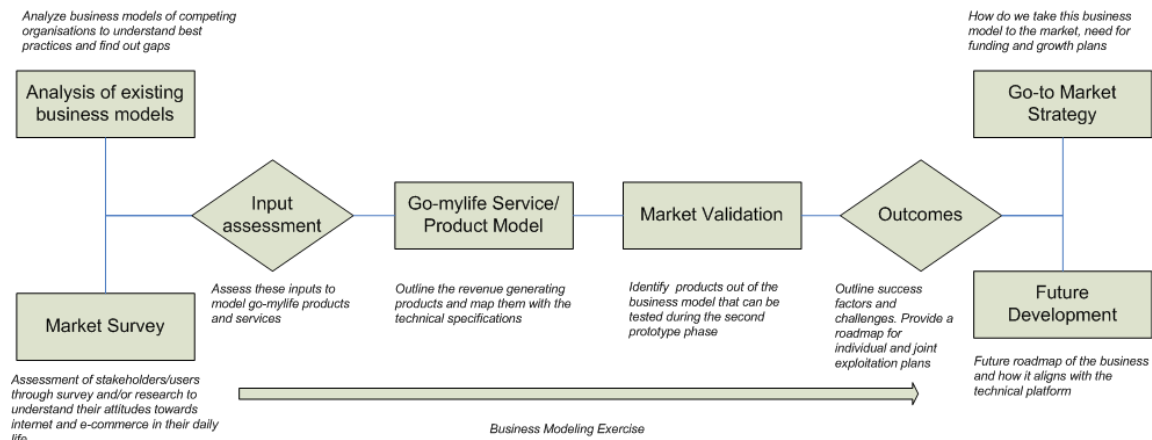 Analyze business models of competing
organisations to understand best
practices and find out gaps
Analysis of existing
business models
Market Survey
Assessment of stakeholders/users
through survey and/or research to
understand their attitudes towards
internet and e-commerce in their daily
life
Input
assessment
Assess these inputs to
model go-mylife products
and services
Go-mylife Service/
Product Model
Outline the revenue generating
products and map them with the
technical specifications
Market Validation
Identify products out of the
business model that can be
tested during the second
prototype phase
Outcomes
Outline success
factors and
challenges. Provide a
roadmap for
individual and joint
exploitation plans
How do we take this business
model to the market, need for
funding and growth plans
Go-to Market
Strategy
Future
Development
Future roadmap of the business
and how it aligns with the
technical platform
Business Modeling Exercise